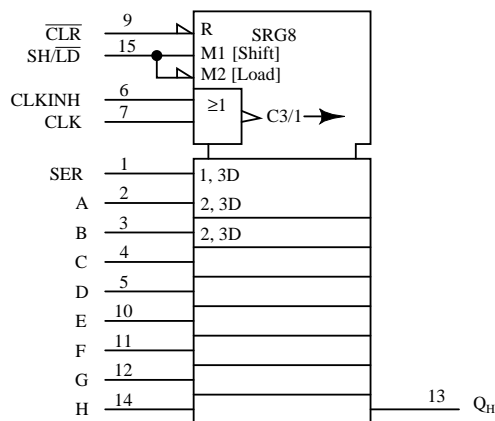 CLR 9 R SRG8
SH/LD 15 M1 [Shift]
M2 [Load]
CLKINH 6 ≥1
CLK 7 C3/1
SER 1 1, 3D
A 2 2, 3D
B 3 2, 3D
C 4
D 5
E 10
F 11
G 12
H 14 13 QH